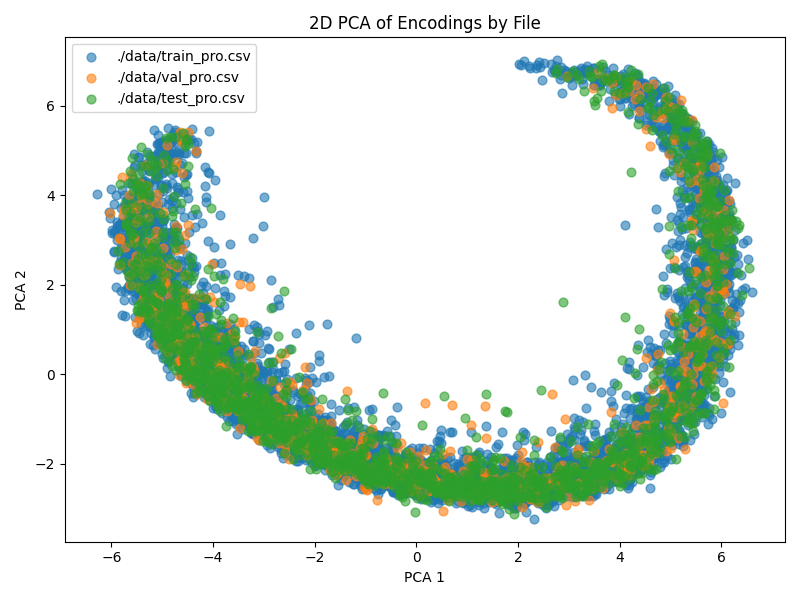 2D PCA of Encodings by File
./data/train_pro.csv
./data/val_pro.csv
./data/test_pro.csv
6
4
2
0
−2
PCA 2
−6
−4
−2
0
2
4
6
PCA 1